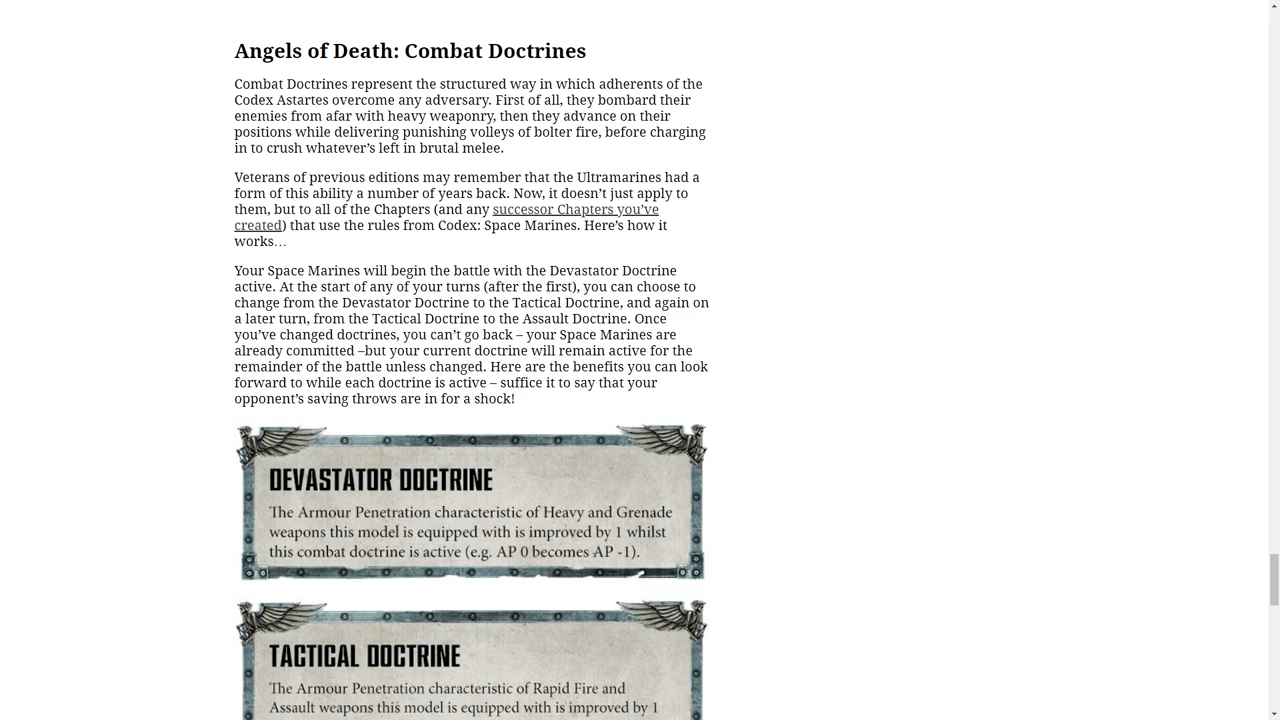 Angels of Death: Combat Doctrines
Combat Doctrines represent the structured way in which adherents of the
Codex Astartes overcome any adversary. First of all, they bombard their
enemies from afar with heavy weaponry, then they advance on their
positions while delivering punishing volleys of bolter fire, before charging
in to crush whatever’s left in brutal melee.
Veterans of previous editions may remember that the Ultramarines had a
form of this ability a number of years back. Now, it doesn’t just apply to
them, but to all of the Chapters (and any successor Chapters you’ve
created) that use the rules from Codex: Space Marines. Here’s how it
works…
Your Space Marines will begin the battle with the Devastator Doctrine
active. At the start of any of your turns (after the first), you can choose to
change from the Devastator Doctrine to the Tactical Doctrine, and again on
a later turn, from the Tactical Doctrine to the Assault Doctrine. Once
you’ve changed doctrines, you can’t go back – your Space Marines are
already committed –but your current doctrine will remain active for the
remainder of the battle unless changed. Here are the benefits you can look
forward to while each doctrine is active – suffice it to say that your
opponent’s saving throws are in for a shock!
DEVASTATOR DOCTRINE
The Armour Penetration characteristic of Heavy and Grenade
weapons this model is equipped with is improved by 1 whilst
this combat doctrine is active (e.g. AP 0 becomes AP -1).
TACTICAL DOCTRINE
The Armour Penetration characteristic of Rapid Fire and
Assault weapons this model is equipped with is improved by 1